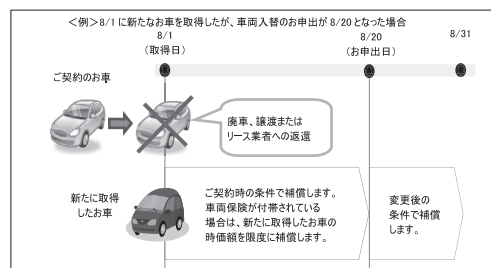 ＜例＞8/1 に新たなお車を取得したが、車両入替のお申出が 8/20 となった場合
8/1
（取得日）
8/20
（お申出日）
8/31
ご契約のお車
廃車、譲渡または
リース業者への返還
新たに取得
したお車
ご契約時の条件で補償します。
車両保険が付帯されている
場合は、新たに取得したお車の
時価額を限度に補償します。
変更後の
条件で補償
します。